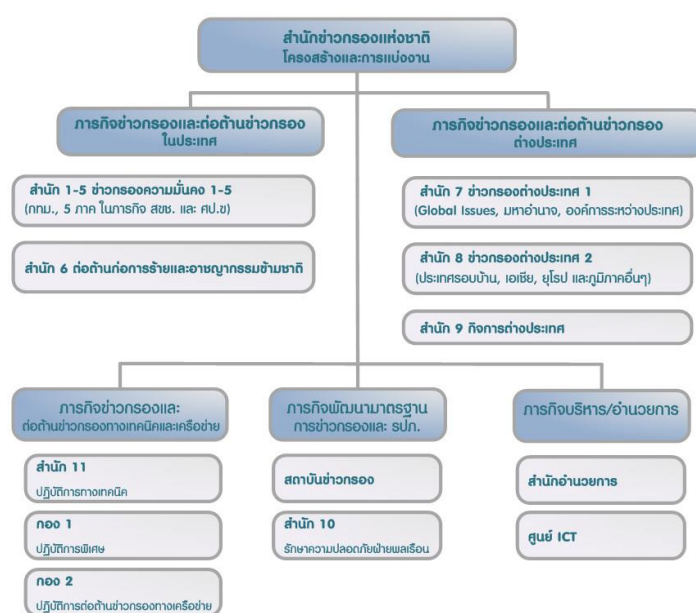 สำนักข่าวกรองแห่งชาติ
โครงสร้างและการแบ่งงาน
ภารกิจข่าวกรองและต่อต้านข่าวกรอง
ในประเทศ
สำนัก 1-5 ข่าวกรองความมั่นคง 1-5
(กทม., 5 ภาค ในภารกิจ สขช. และ ศป.ข)
สำนัก 6 ต่อต้านก่อการร้ายและอาชญากรรมข้ามชาติ
ภารกิจข่าวกรองและต่อต้านข่าวกรอง
ต่างประเทศ
สำนัก 7 ข่าวกรองต่างประเทศ 1
(Global Issues, มหาอำนาจ, องค์การระหว่างประเทศ)
สำนัก 8 ข่าวกรองต่างประเทศ 2
(ประเทศรอบบ้าน, เอเชีย, ยุโรป และภูมิภาคอื่นๆ)
สำนัก 9 กิจการต่างประเทศ
ภารกิจข่าวกรองและ
ต่อต้านข่าวกรองทางเทคนิคและเครือข่าย
สำนัก 11
ปฏิบัติการทางเทคนิค
กอง 1
ปฏิบัติการพิเศษ
กอง 2
ปฏิบัติการต่อต้านข่าวกรองทางเครือข่าย
ภารกิจพัฒนามาตรฐาน
การข่าวกรองและ รปภ.
สถาบันข่าวกรอง
สำนัก 10
รักษาความปลอดภัยฝ่ายพลเรือน
ภารกิจบริหาร/อำนวยการ
สำนักอำนวยการ
ศูนย์ ICT